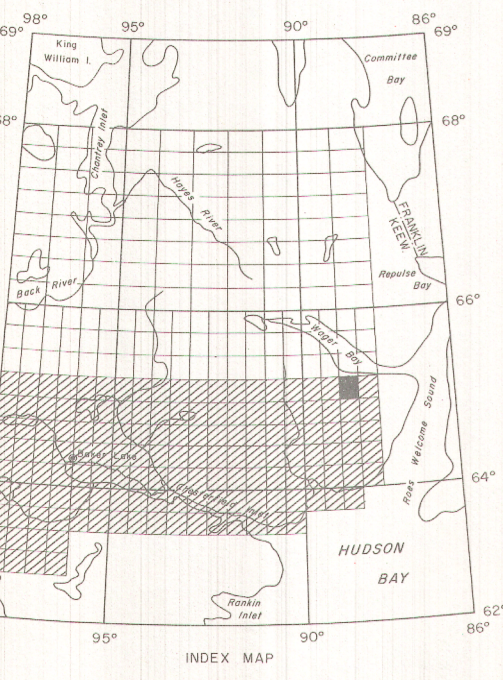 98°
95°
90°
86°
69°
69°
King
William I.
Committee
Bay
68°
68°
Chantrey Inlet
Hayes
River
FRANKLIN
KEEW.
Repulse
Bay
Back River
66°
Wager Bay
Roes Welcome Sound
Baker Lake
64°
Chesterfield Inlet
HUDSON
BAY
Rankin
Inlet
62°
95°
90°
86°
INDEX MAP